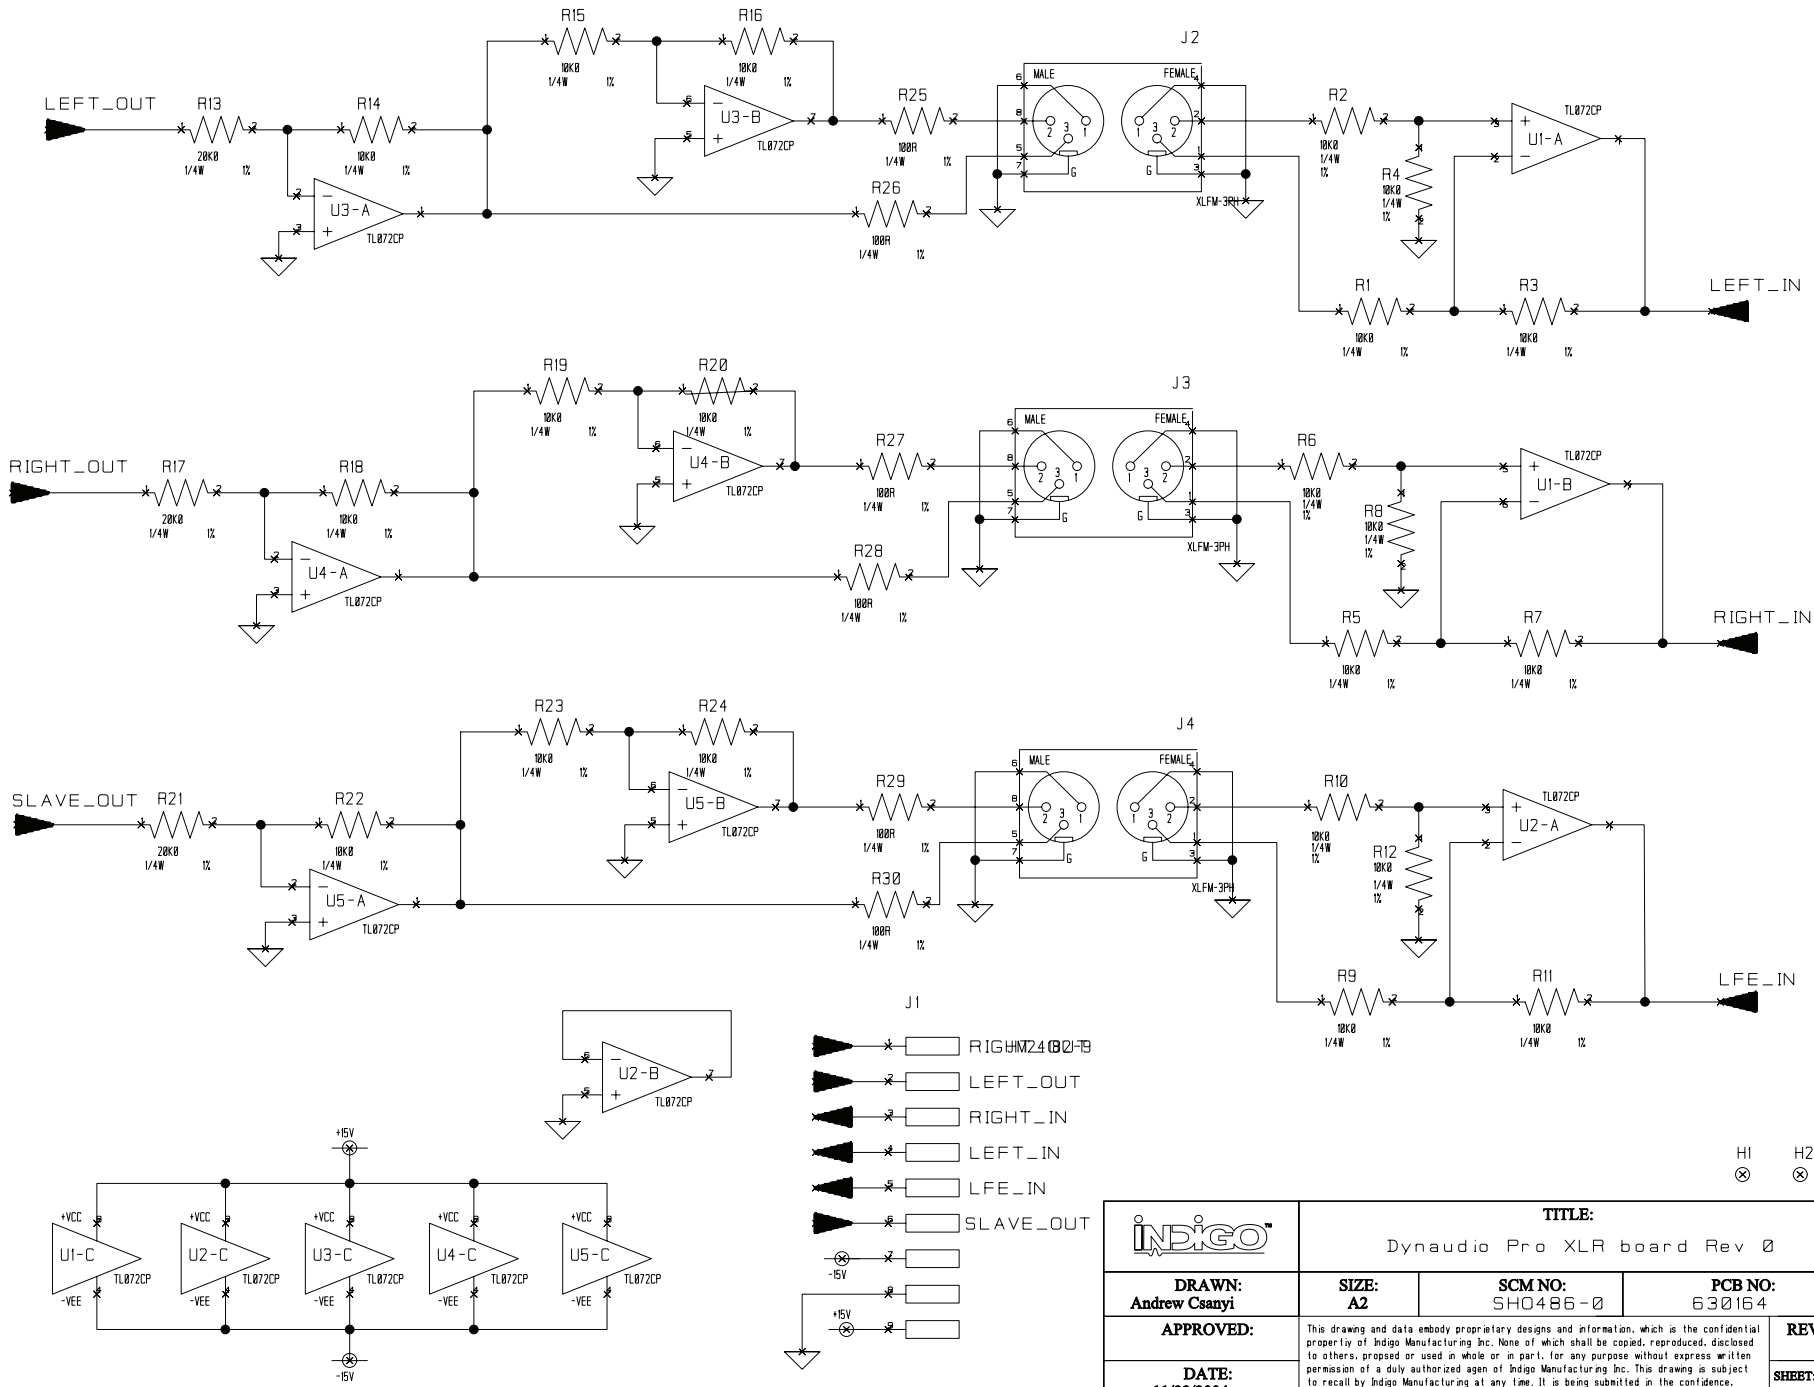 R15
10K0
1/4W 1%
R16
10K0
1/4W 1%
J2
LEFT_OUT
R13
20K0
1/4W 1%
R14
10K0
1/4W 1%
U3-B
TL072CP
R25
100R
1/4W 1%
MALE
FEMALE
G
G
XLFM-3PH
R2
10K0
1/4W
1%
TL072CP
U1-A
R4
10K0
1/4W
1%
U3-A
TL072CP
R26
100R
1/4W 1%
R1
10K0
1/4W 1%
R3
10K0
1/4W 1%
LEFT_IN
R19
10K0
1/4W 1%
R20
10K0
1/4W 1%
J3
RIGHT_OUT
R17
20K0
1/4W 1%
R18
10K0
1/4W 1%
U4-B
TL072CP
R27
100R
1/4W 1%
MALE
FEMALE
G
G
XLFM-3PH
R6
10K0
1/4W
1%
TL072CP
U1-B
R8
10K0
1/4W
1%
U4-A
TL072CP
R28
100R
1/4W 1%
R5
10K0
1/4W 1%
R7
10K0
1/4W 1%
RIGHT_IN
R23
10K0
1/4W 1%
R24
10K0
1/4W 1%
J4
SLAVE_OUT
R21
20K0
1/4W 1%
R22
10K0
1/4W 1%
U5-B
TL072CP
R29
100R
1/4W 1%
MALE
FEMALE
G
G
XLFM-3PH
R10
10K0
1/4W
1%
TL072CP
U2-A
R12
10K0
1/4W
1%
U5-A
TL072CP
R30
100R
1/4W 1%
R9
10K0
1/4W 1%
R11
10K0
1/4W 1%
LFE_IN
J1
U2-B
TL072CP
LEFT_OUT
RIGHT_IN
LEFT_IN
LFE_IN
SLAVE_OUT
-15V
+15V
+15V
+VCC +VCC +VCC +VCC +VCC
U1-C U2-C U3-C U4-C U5-C
TL072CP TL072CP TL072CP TL072CP TL072CP
-VEE -VEE -VEE -VEE -VEE
-15V
H1 H2
INDIGO™
TITLE:
Dynaudio Pro XLR board Rev 0
DRAWN:
Andrew Csanyi
SIZE:
A2
SCM NO:
SH0486-0
PCB NO:
630164
APPROVED:
DATE:
This drawing and data embody proprietary designs and information, which is the confidential
propertiy of Indigo Manufacturing Inc. None of which shall be copied, reproduced, disclosed
to others, propsed or used in whole or in part, for any purpose without express written
permission of a duly authorized agen of Indigo Manufacturing Inc. This drawing is subject
to recall by Indigo Manufacturing at any time. It is being submitted in the confidence.
REV
SHEET: